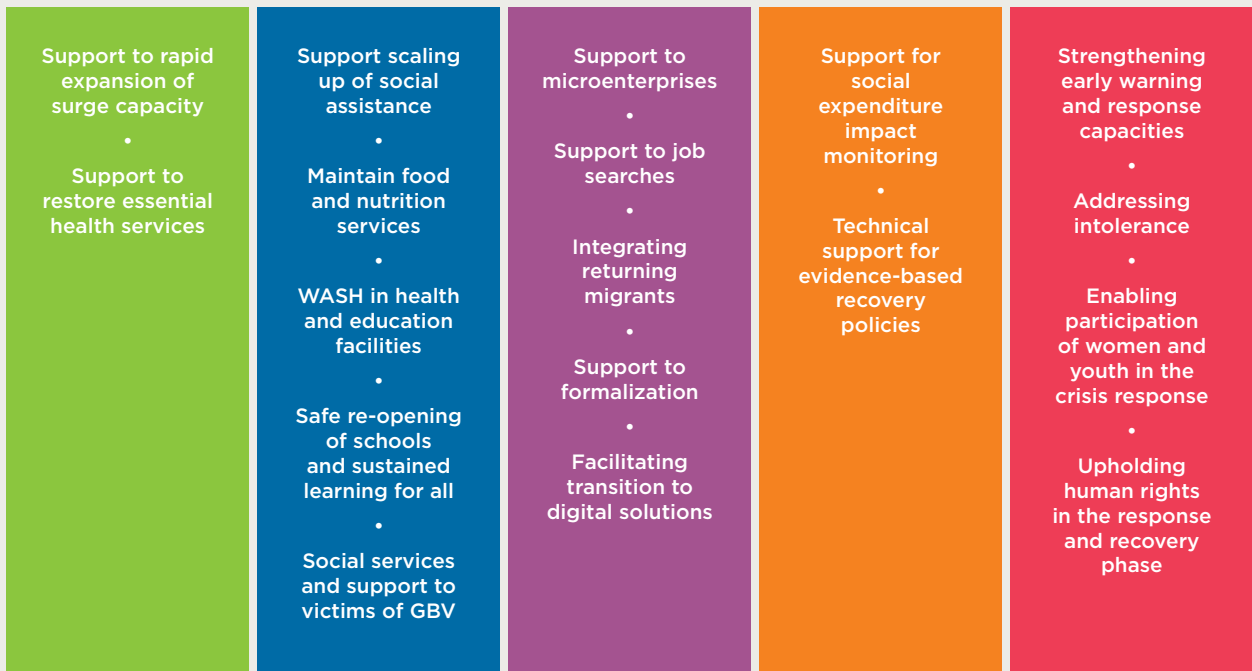 Support to rapid
expansion of
surge capacity
•
Support to
restore essential
health services
Support scaling
up of social
assistance
•
Maintain food
and nutrition
services
•
WASH in health
and education
facilities
•
Safe re-opening
of schools
and sustained
learning for all
•
Social services
and support to
victims of GBV
Support to
microenterprises
•
Support to job
searches
•
Integrating
returning
migrants
•
Support to
formalization
•
Facilitating
transition to
digital solutions
Support for
social
expenditure
impact
monitoring
•
Technical
support for
evidence-based
recovery
policies
Strengthening
early warning
and response
capacities
•
Addressing
intolerance
•
Enabling
participation
of women and
youth in the
crisis response
•
Upholding
human rights
in the response
and recovery
phase